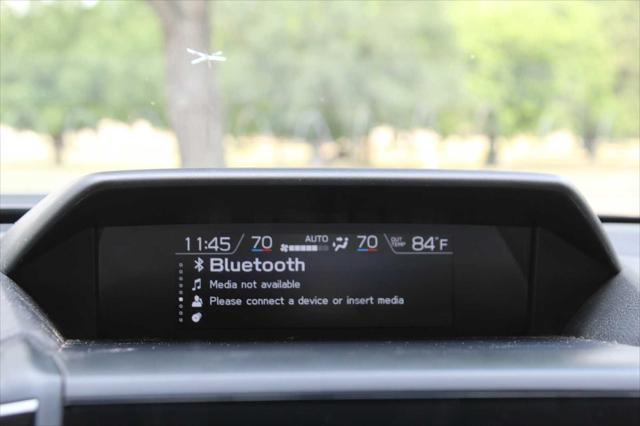 11:45 70 AUTO 70 OUT TEMP 84°F
Bluetooth
Media not available
Please connect a device or insert media